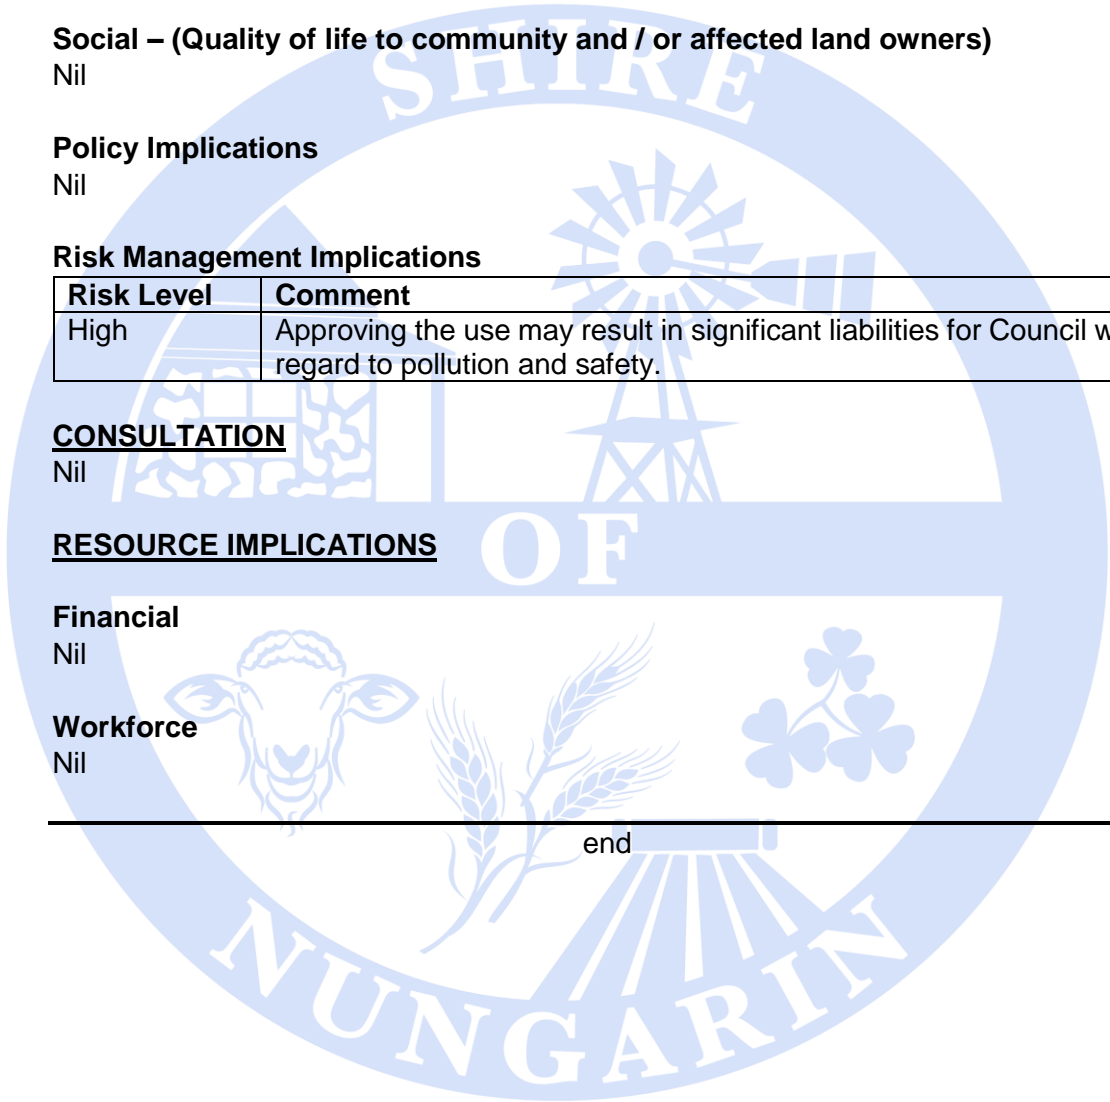 Social – (Quality of life to community and / or affected land owners)
Nil
Policy Implications
Nil
Risk Management Implications
Risk Level Comment
High Approving the use may result in significant liabilities for Council w
regard to pollution and safety.
CONSULTATION
Nil
RESOURCE IMPLICATIONS
Financial
Nil
Workforce
Nil
end
SHIRE
OF
NUNGARIN